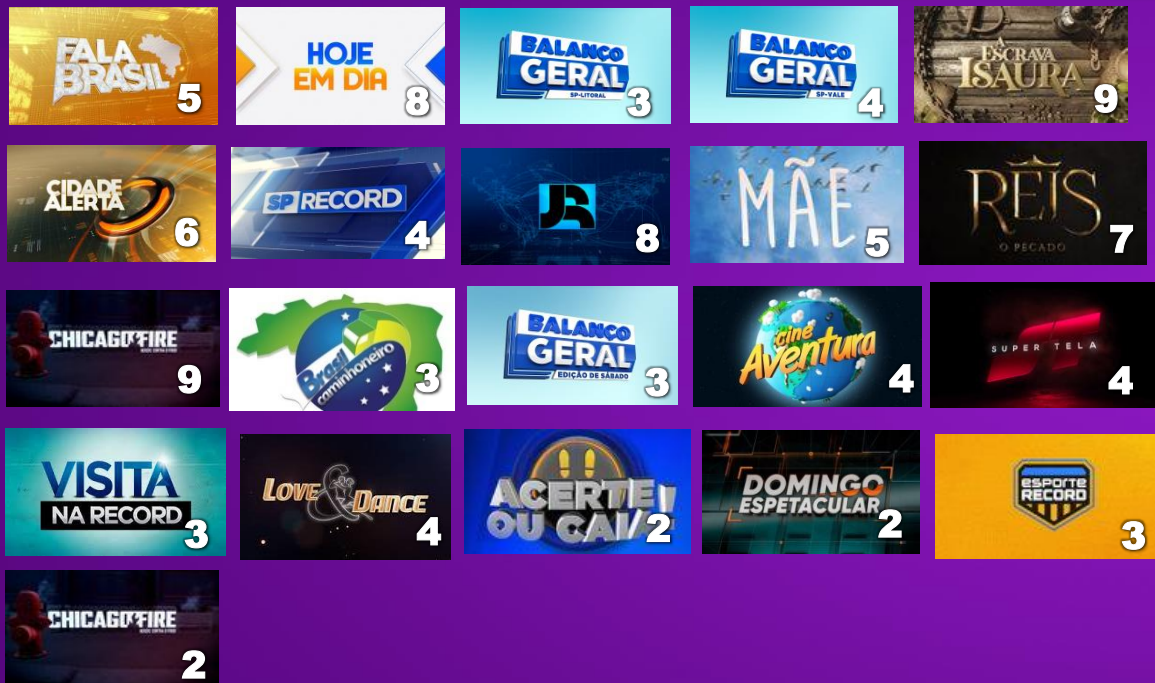 FALA
BRASIL
5
HOJE
EM DIA
8
BALANÇO
GERAL
SP-LITORAL
3
BALANÇO
GERAL
SP-VALE
4
A
ESCRAVA
ISAURA
9
CIDADE
ALERTA
6
SP RECORD
4
JR
8
MÃE
5
REIS
O PECADO
7
CHICAGO FIRE
9
Brasil
caminhoneiro
3
BALANÇO
GERAL
EDIÇÃO DE SÁBADO
3
Cine
Aventura
4
SUPER TELA
4
VISITA
NA RECORD
3
LOVE & DANCE
4
ACERTE
OU CAIA!
2
DOMINGO
ESPETACULAR
2
ESPORTE
RECORD
3
CHICAGO FIRE
2